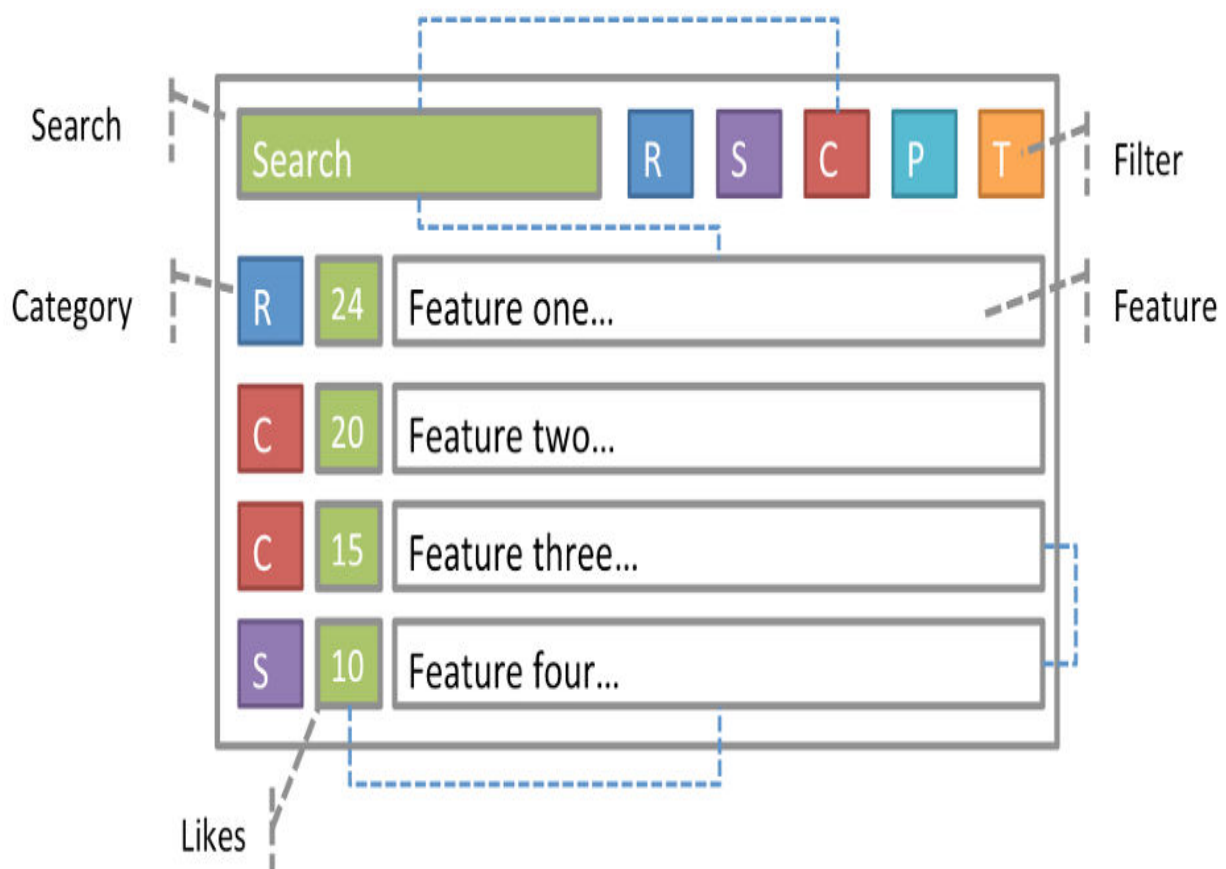 Search
Search R S C P T
Filter
Category
R 24 Feature one...
Feature
C 20 Feature two...
C 15 Feature three...
S 10 Feature four...
Likes